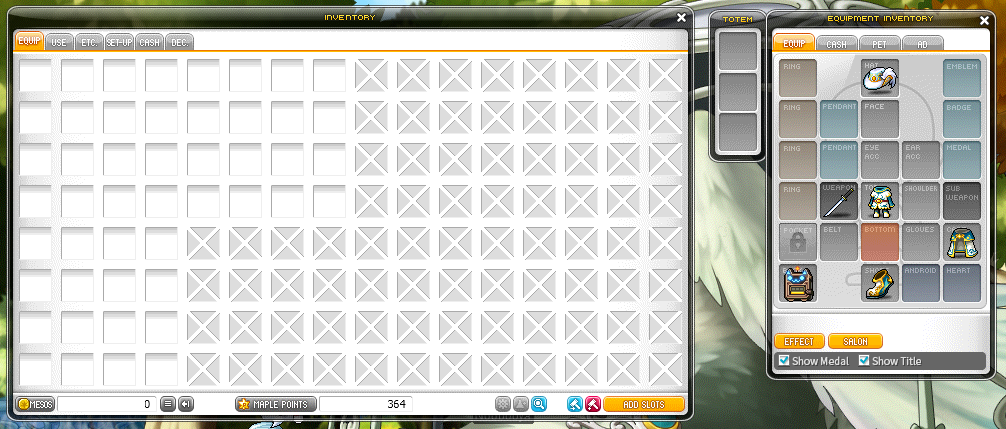 INVENTORY
EQUIP USE ETC. SET-UP CASH DEC.
MESOS 0 MAPLE POINTS 364 ADD SLOTS
TOTEM
EQUIPMENT INVENTORY
EQUIP CASH PET AD
RING HAT EMBLEM
RING PENDANT FACE BADGE
RING PENDANT EYE ACC EAR ACC MEDAL
RING WEAPON SHOULDER SUB WEAPON
POCKET BELT BOTTOM GLOVES
ANDROID HEART
EFFECT SALON
Show Medal Show Title